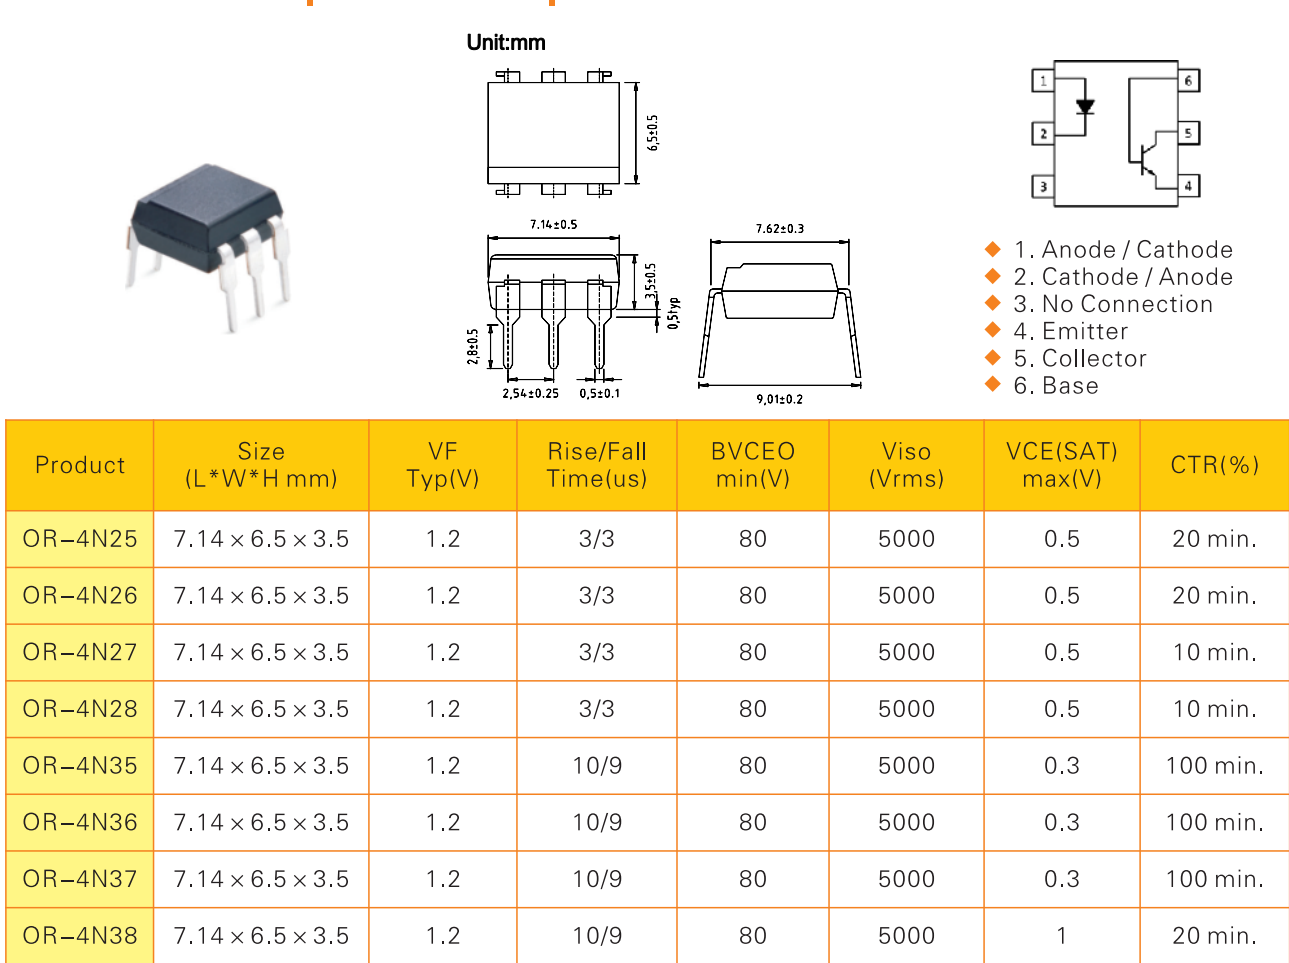 Unit:mm
6,5±0.5
7.14±0.5
3,5±0.5
0,5typ
2,8±0.5
2,54±0.25
0,5±0.1
7.62±0.3
9,01±0.2
1
2
3
6
5
4
1. Anode / Cathode
2. Cathode / Anode
3. No Connection
4. Emitter
5. Collector
6. Base
Product Size (L*W*H mm) VF Typ(V) Rise/Fall Time(us) BVCEO min(V) Viso (Vrms) VCE(SAT) max(V) CTR(%)
OR-4N25 7.14×6.5×3.5 1.2 3/3 80 5000 0.5 20 min.
OR-4N26 7.14×6.5×3.5 1.2 3/3 80 5000 0.5 20 min.
OR-4N27 7.14×6.5×3.5 1.2 3/3 80 5000 0.5 10 min.
OR-4N28 7.14×6.5×3.5 1.2 3/3 80 5000 0.5 10 min.
OR-4N35 7.14×6.5×3.5 1.2 10/9 80 5000 0.3 100 min.
OR-4N36 7.14×6.5×3.5 1.2 10/9 80 5000 0.3 100 min.
OR-4N37 7.14×6.5×3.5 1.2 10/9 80 5000 0.3 100 min.
OR-4N38 7.14×6.5×3.5 1.2 10/9 80 5000 1 20 min.